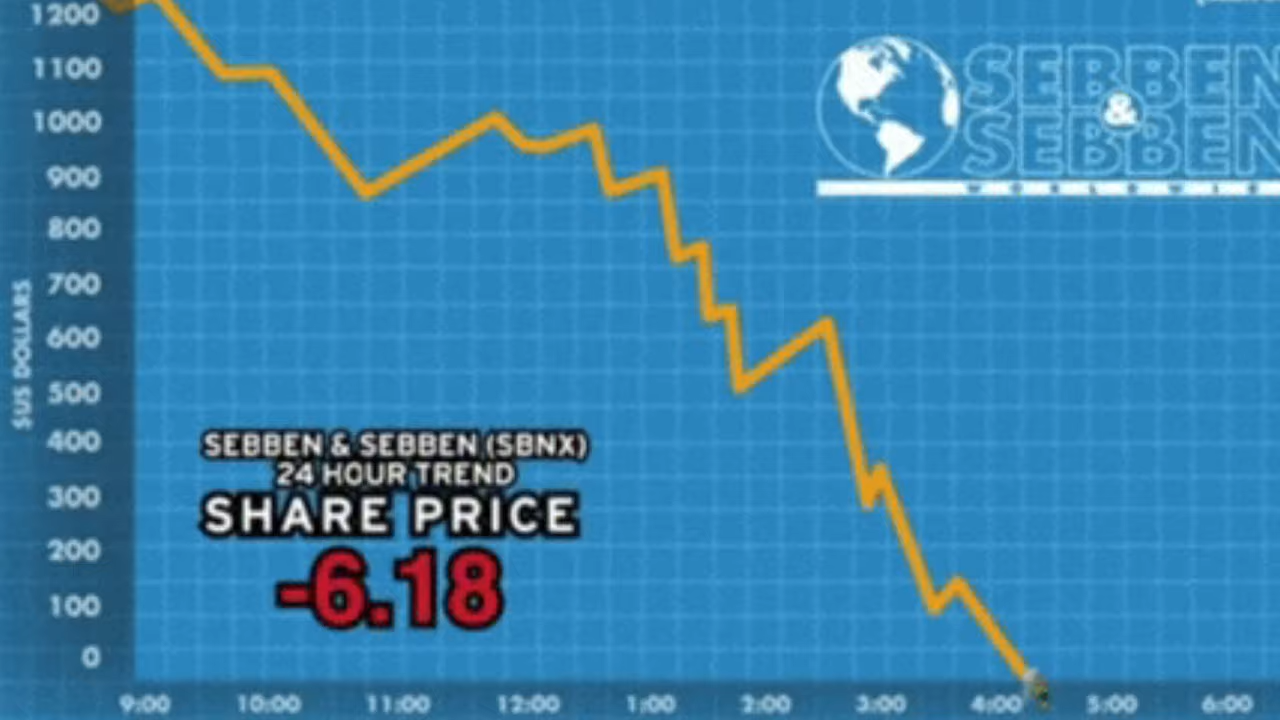 1200
1100
1000
900
800
700
600
500
400
300
200
100
0
$US DOLLARS
SEBBEN
&
SEBBEN
SEBBEN & SEBBEN (SBNX)
24 HOUR TREND
SHARE PRICE
-6.18
9:00 10:00 11:00 12:00 1:00 2:00 3:00 4:00 5:00 6:00